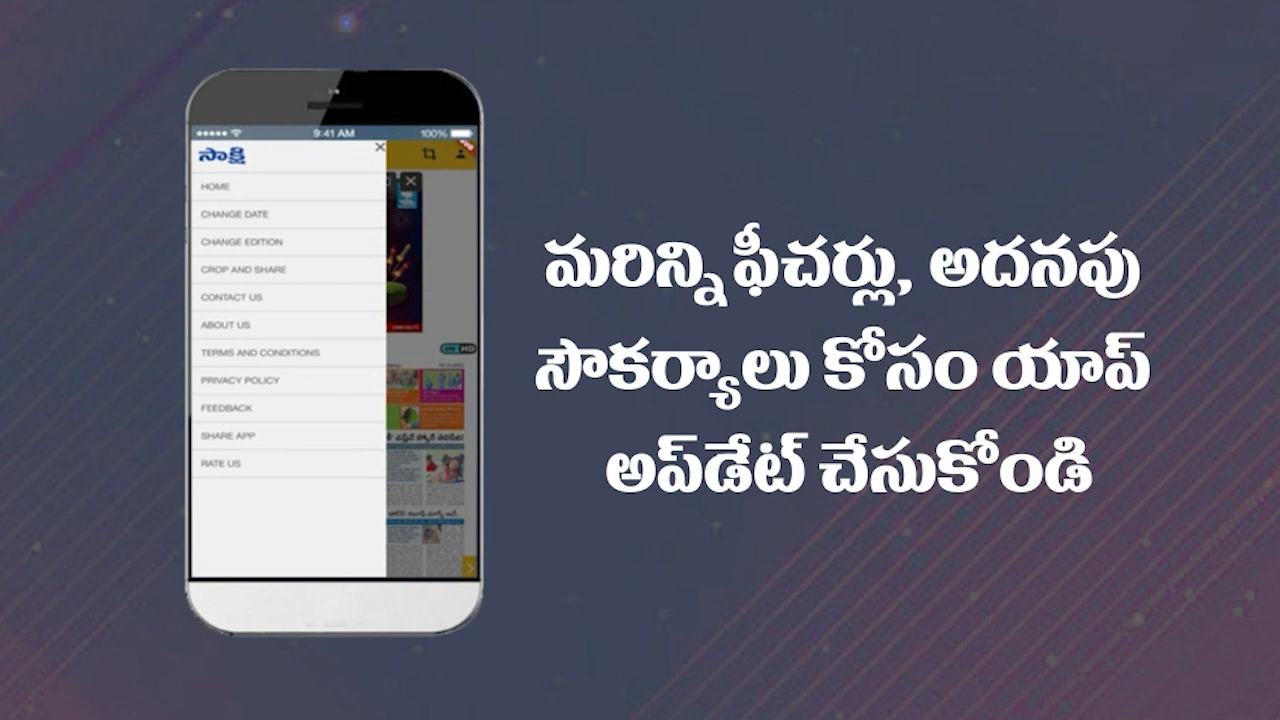 9:41 AM
100%
సాక్షి
HOME
CHANGE DATE
CHANGE EDITION
CROP AND SHARE
CONTACT US
ABOUT US
TERMS AND CONDITIONS
PRIVACY POLICY
FEEDBACK
SHARE APP
RATE US
HD
మరిన్ని ఫీచర్లు, అదనపు
సౌకర్యాలు కోసం యాప్
అప్‌డేట్ చేసుకోండి